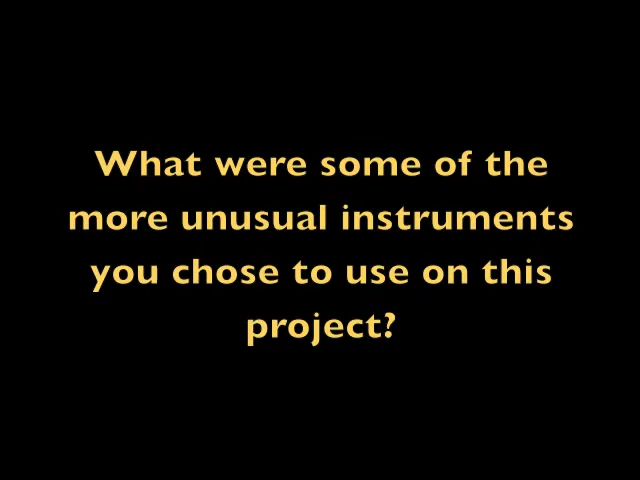 What were some of the
more unusual instruments
you chose to use on this
project?